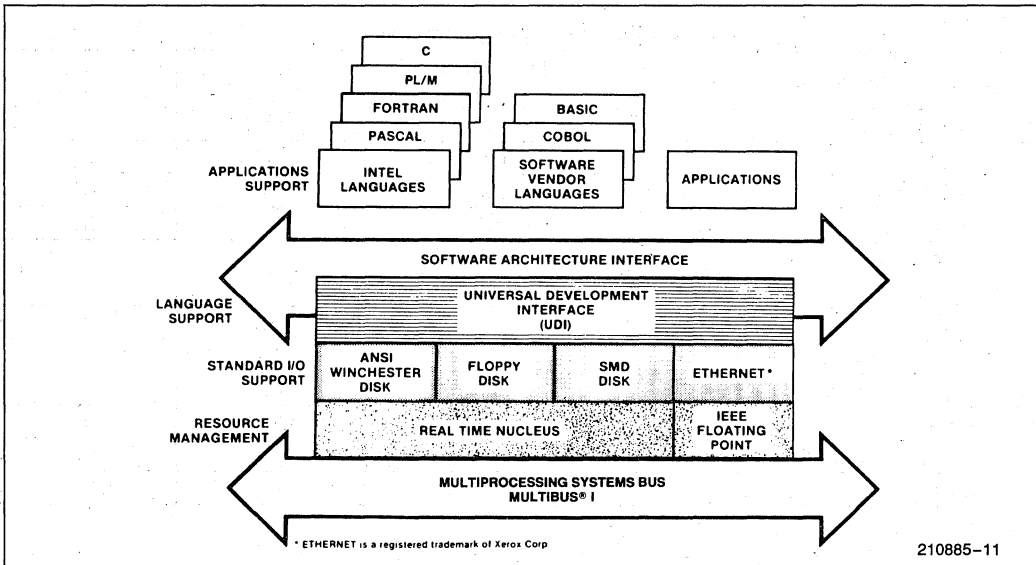 C
PL/M
FORTRAN
PASCAL
INTEL
LANGUAGES
BASIC
COBOL
SOFTWARE
VENDOR
LANGUAGES
APPLICATIONS
APPLICATIONS
SUPPORT
SOFTWARE ARCHITECTURE INTERFACE
LANGUAGE
SUPPORT
UNIVERSAL DEVELOPMENT
INTERFACE
(UDI)
STANDARD I/O
SUPPORT
ANSI
WINCHESTER
DISK
FLOPPY
DISK
SMD
DISK
ETHERNET*
RESOURCE
MANAGEMENT
REAL TIME NUCLEUS
IEEE
FLOATING
POINT
MULTIPROCESSING SYSTEMS BUS
MULTIBUS® I
* ETHERNET is a registered trademark of Xerox Corp
210885–11